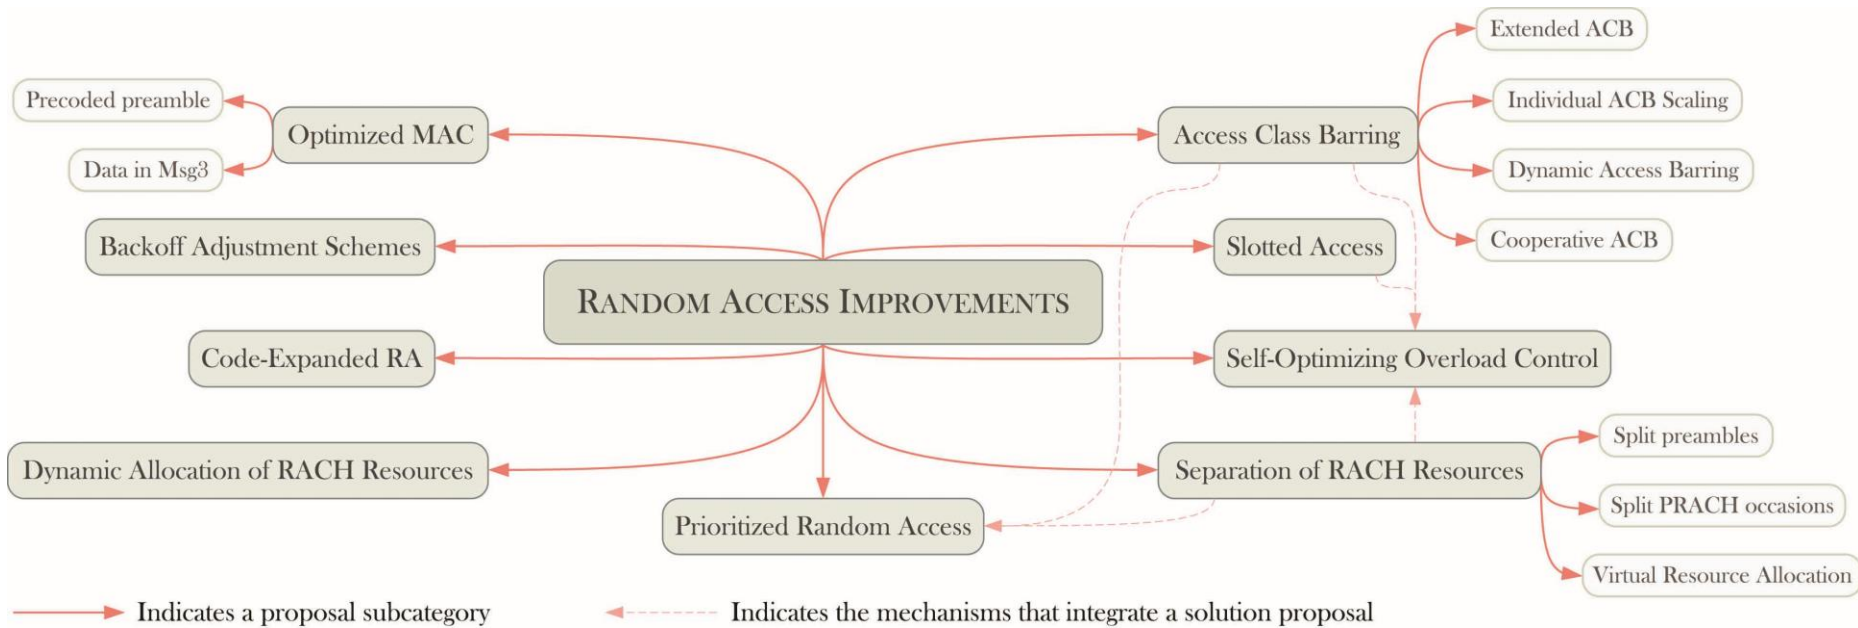 Extended ACB
Precoded preamble
Individual ACB Scaling
Optimized MAC
Access Class Barring
Data in Msg3
Dynamic Access Barring
Backoff Adjustment Schemes
Slotted Access
Cooperative ACB
RANDOM ACCESS IMPROVEMENTS
Code-Expanded RA
Self-Optimizing Overload Control
Split preambles
Dynamic Allocation of RACH Resources
Separation of RACH Resources
Split PRACH occasions
Prioritized Random Access
Virtual Resource Allocation
Indicates a proposal subcategory
Indicates the mechanisms that integrate a solution proposal